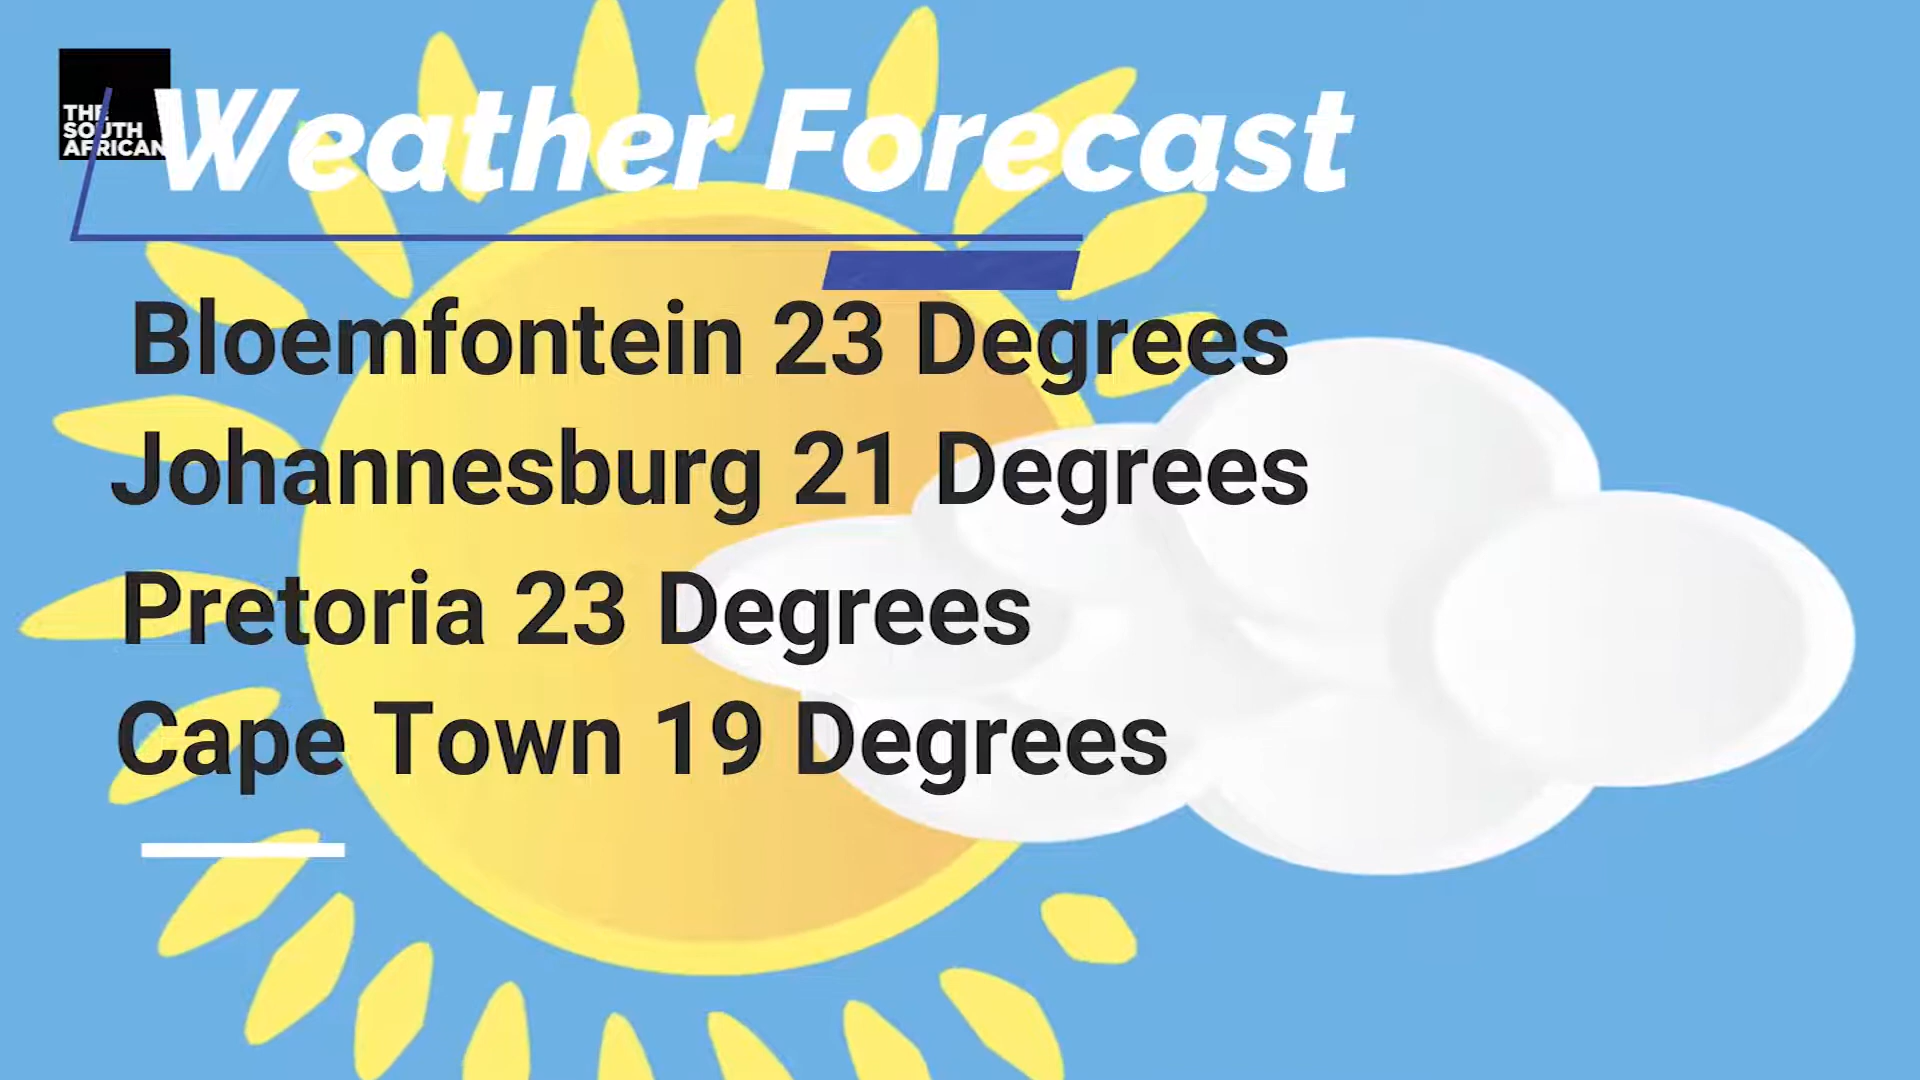 THE
SOUTH
AFRICAN
Weather Forecast
Bloemfontein 23 Degrees
Johannesburg 21 Degrees
Pretoria 23 Degrees
Cape Town 19 Degrees